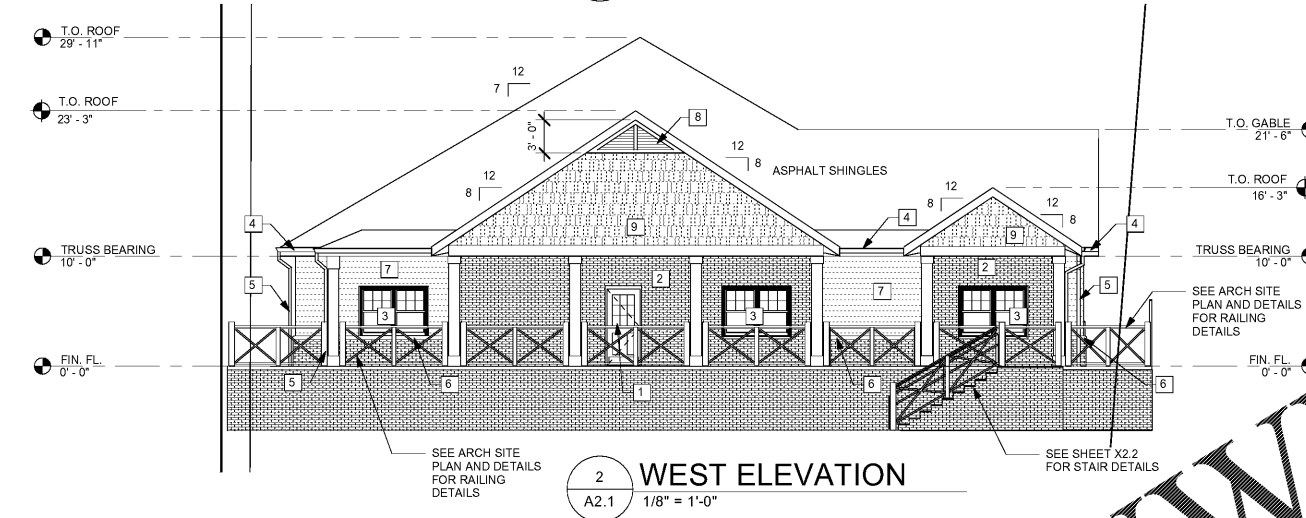 T.O. ROOF
29' - 11"
12
7
T.O. ROOF
23' - 3"
3' - 0"
8
T.O. GABLE
21' - 6"
12
8
ASPHALT SHINGLES
12
8
T.O. ROOF
16' - 3"
12
8
12
8
4
4
4
9
9
TRUSS BEARING
10' - 0"
TRUSS BEARING
10' - 0"
7
2
2
7
5
5
3
3
3
SEE ARCH SITE
PLAN AND DETAILS
FOR RAILING
DETAILS
FIN. FL.
0' - 0"
FIN. FL.
0' - 0"
5
6
1
6
6
SEE ARCH SITE
PLAN AND DETAILS
FOR RAILING
DETAILS
SEE SHEET X2.2
FOR STAIR DETAILS
2
A2.1
WEST ELEVATION
1/8" = 1'-0"
W